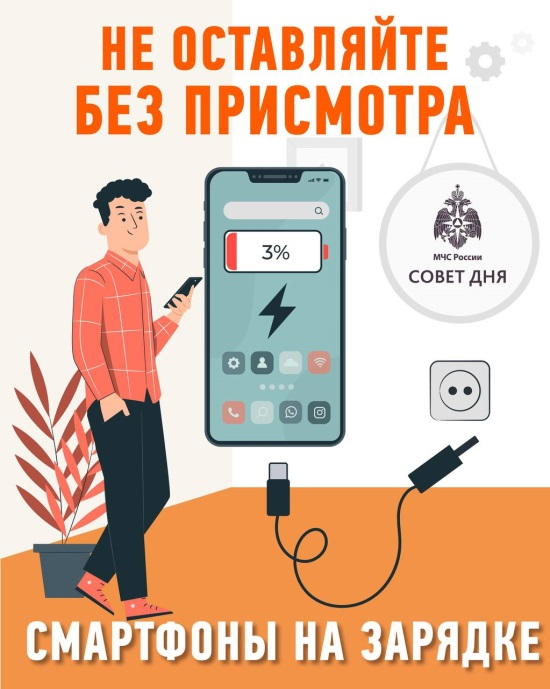 НЕ ОСТАВЛЯЙТЕ
БЕЗ ПРИСМОТРА
3%
МЧС России
СОВЕТ ДНЯ
СМАРТФОНЫ НА ЗАРЯДКЕ